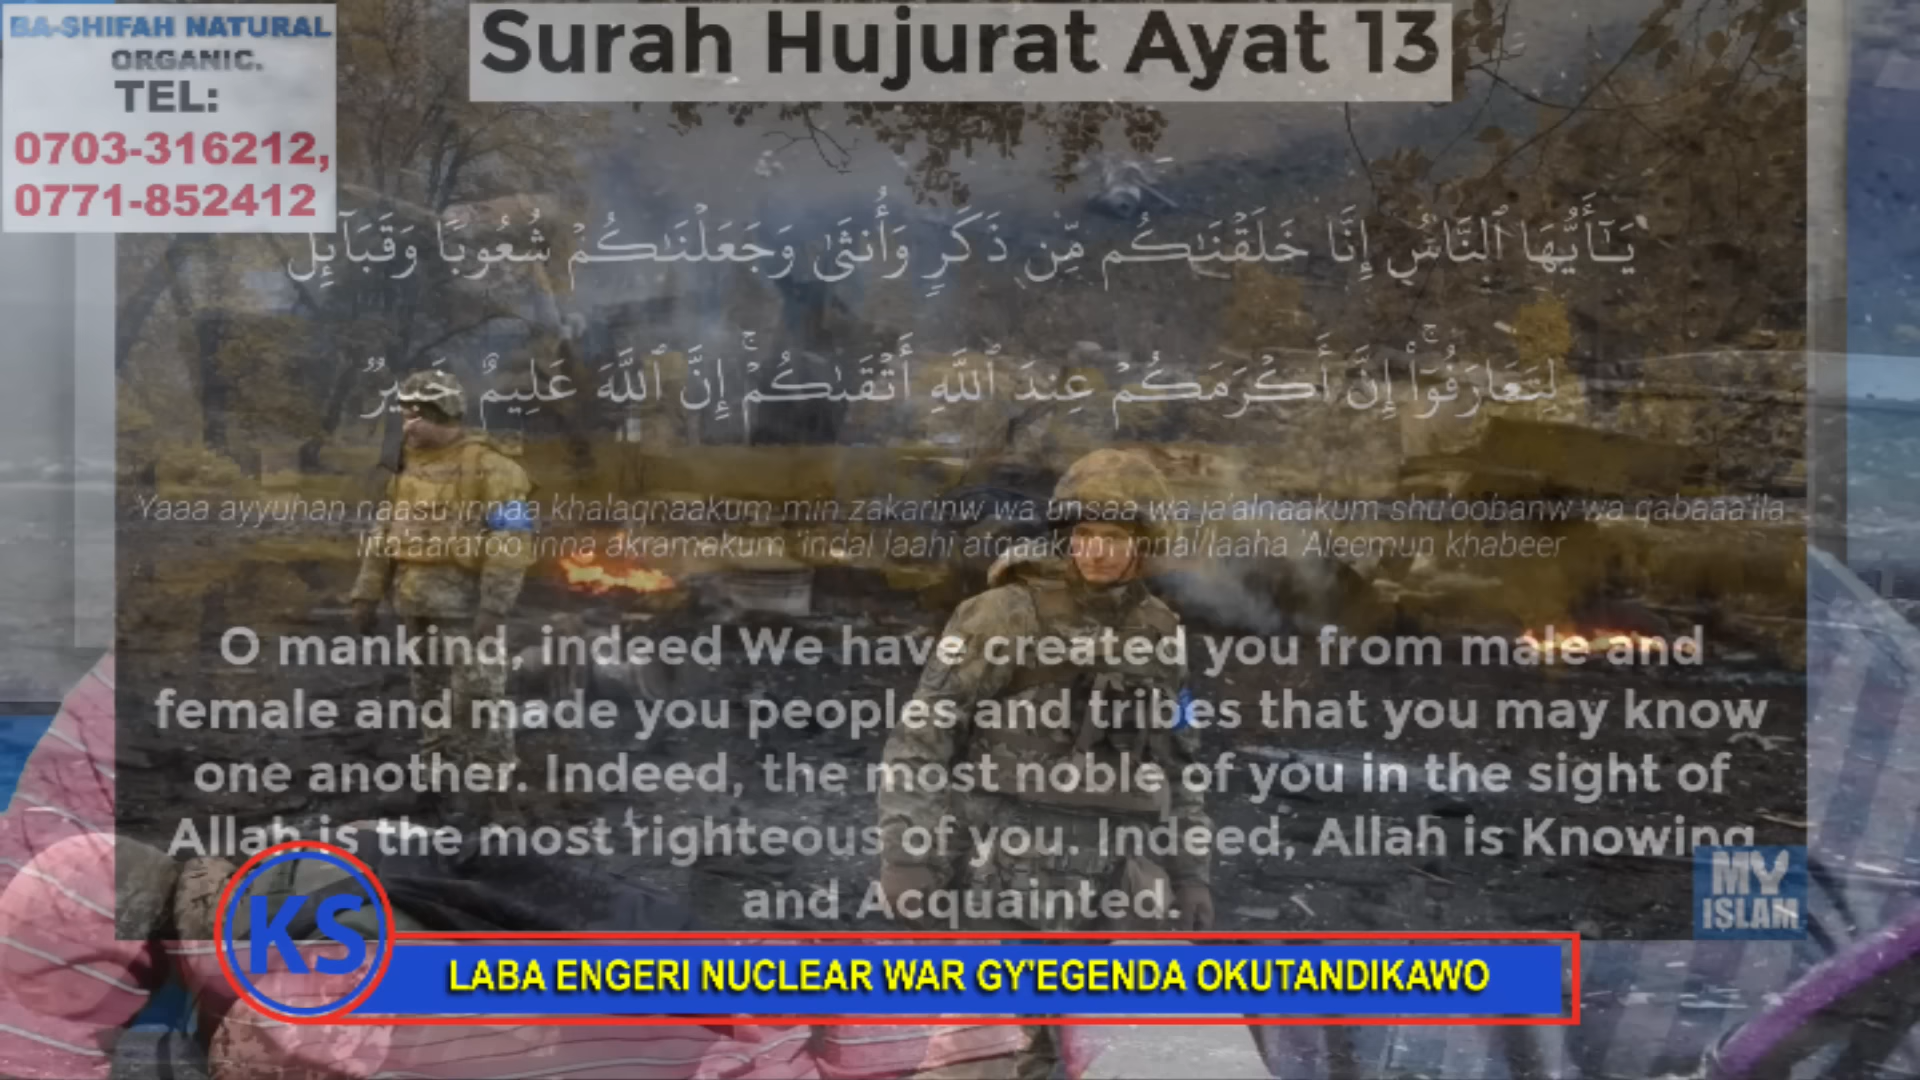 BA-SHIFAH NATURAL
ORGANIC.
TEL:
0703-316212,
0771-852412
Surah Hujurat Ayat 13
يَـٰٓأَيُّهَا ٱلنَّاسُ إِنَّا خَلَقْنَـٰكُم مِّن ذَكَرٍ وَأُنثَىٰ وَجَعَلْنَـٰكُمْ شُعُوبًا وَقَبَآئِلَ
لِتَعَارَفُوٓا۟ ۚ إِنَّ أَكْرَمَكُمْ عِندَ ٱللَّهِ أَتْقَىٰكُمْ ۚ إِنَّ ٱللَّهَ عَلِيمٌ خَبِيرٌ
Yaaa ayyuhan naasu innaa khalaqnaakum min zakarinw wa unsaa wa ja'alnaakum shu'oobanw wa qabaaa'ila
lita'aarafoo inna akramakum 'indal laahi atqaakum innal laaha 'Aleemun khabeer
O mankind, indeed We have created you from male and
female and made you peoples and tribes that you may know
one another. Indeed, the most noble of you in the sight of
Allah is the most righteous of you. Indeed, Allah is Knowing
and Acquainted.
MY
ISLAM
KS
LABA ENGERI NUCLEAR WAR GY'EGENDA OKUTANDIKAWO